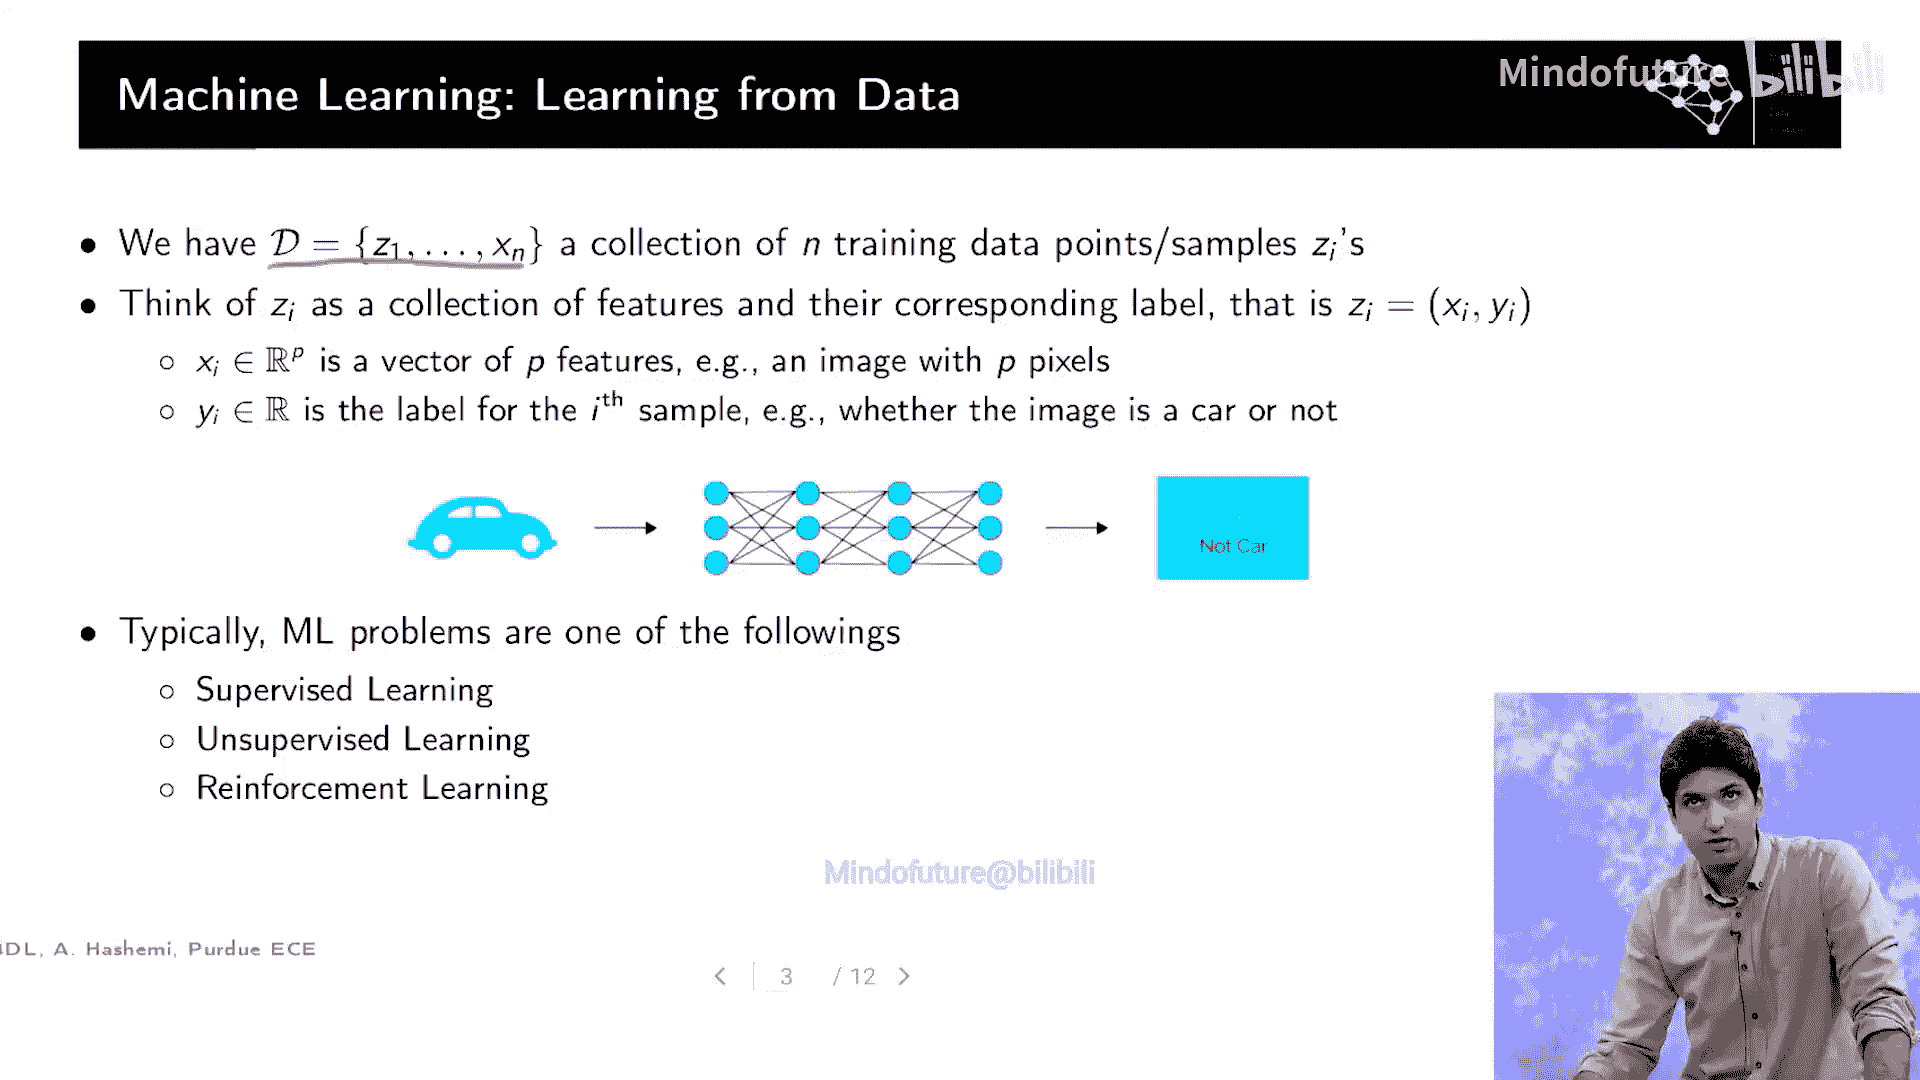 Machine Learning: Learning from Data
Mindofuture
bilibili
• We have 𝒟 = {z₁, . . . , xₙ} a collection of n training data points/samples zᵢ's
• Think of zᵢ as a collection of features and their corresponding label, that is zᵢ = (xᵢ, yᵢ)
○ xᵢ ∈ ℝᵖ is a vector of p features, e.g., an image with p pixels
○ yᵢ ∈ ℝ is the label for the iᵗʰ sample, e.g., whether the image is a car or not
Not Car
• Typically, ML problems are one of the followings
○ Supervised Learning
○ Unsupervised Learning
○ Reinforcement Learning
Mindofuture@bilibili
DL, A. Hashemi, Purdue ECE
< 3 / 12 >